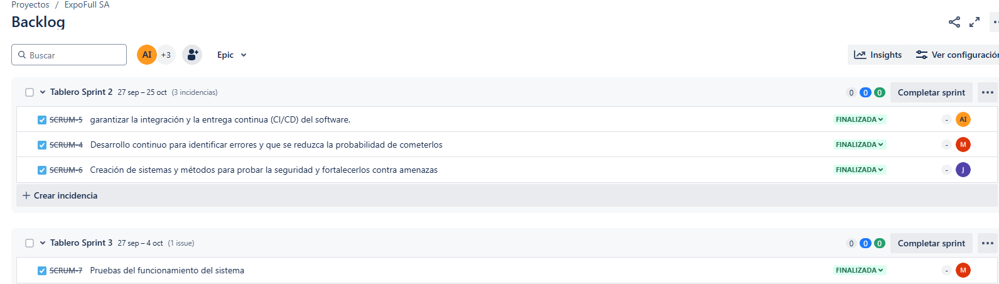 Proyectos / ExpoFull SA
Backlog
Buscar AI +3 Epic Insights Ver configuración
Tablero Sprint 2 27 sep – 25 oct (3 incidencias) 0 0 0 Completar sprint
SCRUM-5 garantizar la integración y la entrega continua (CI/CD) del software. FINALIZADA - AI
SCRUM-4 Desarrollo continuo para identificar errores y que se reduzca la probabilidad de cometerlos FINALIZADA - M
SCRUM-6 Creación de sistemas y métodos para probar la seguridad y fortalecerlos contra amenazas FINALIZADA - J
+ Crear incidencia
Tablero Sprint 3 27 sep – 4 oct (1 issue) 0 0 0 Completar sprint
SCRUM-7 Pruebas del funcionamiento del sistema FINALIZADA - M